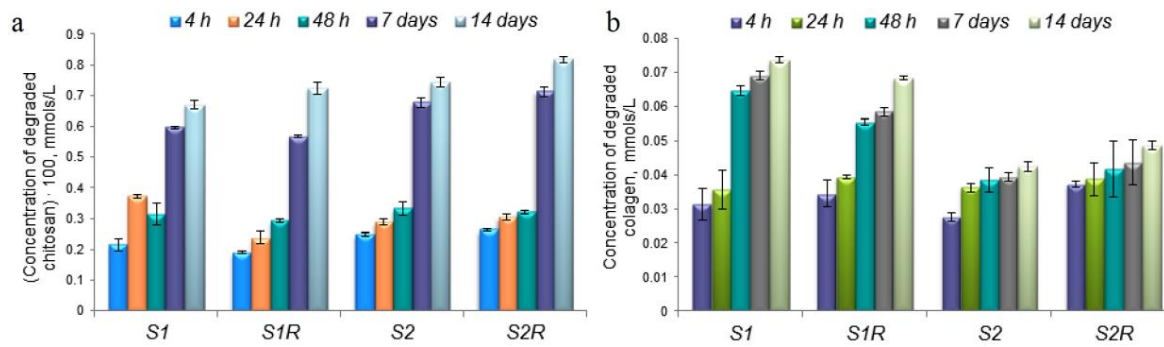 a
4 h 24 h 48 h 7 days 14 days
(Concentration of degraded
chitosan) · 100, mmols/L
0.9
0.8
0.7
0.6
0.5
0.4
0.3
0.2
0.1
0
S1 S1R S2 S2R
b
4 h 24 h 48 h 7 days 14 days
Concentration of degraded
colagen, mmols/L
0.08
0.07
0.06
0.05
0.04
0.03
0.02
0.01
0
S1 S1R S2 S2R